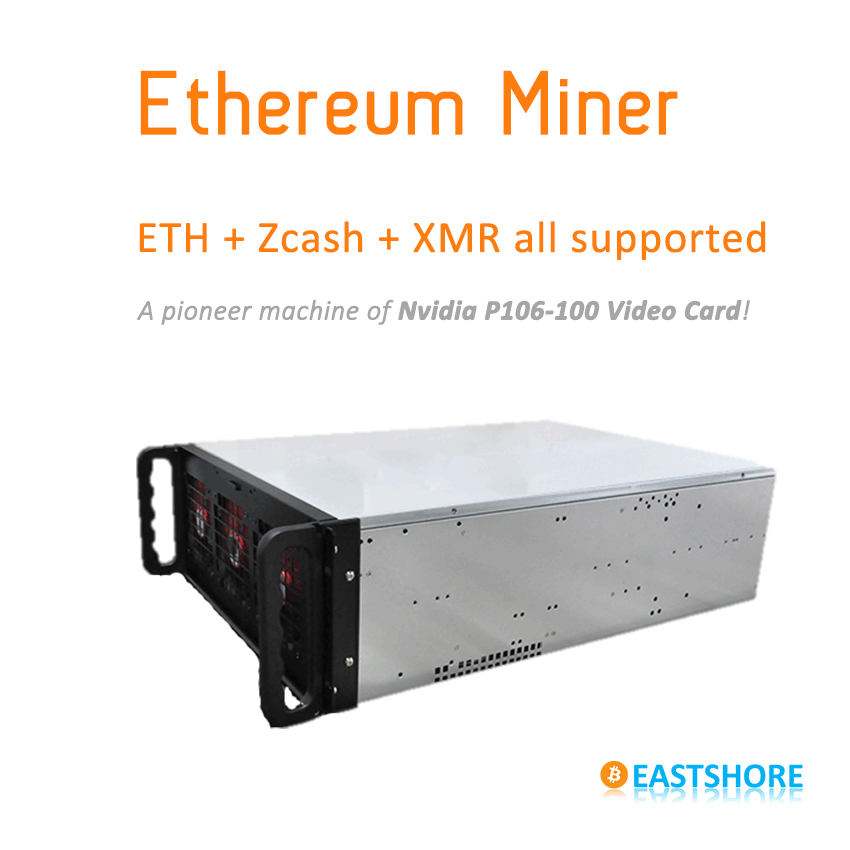 Ethereum Miner
ETH + Zcash + XMR all supported
A pioneer machine of Nvidia P106-100 Video Card!
EASTSHORE